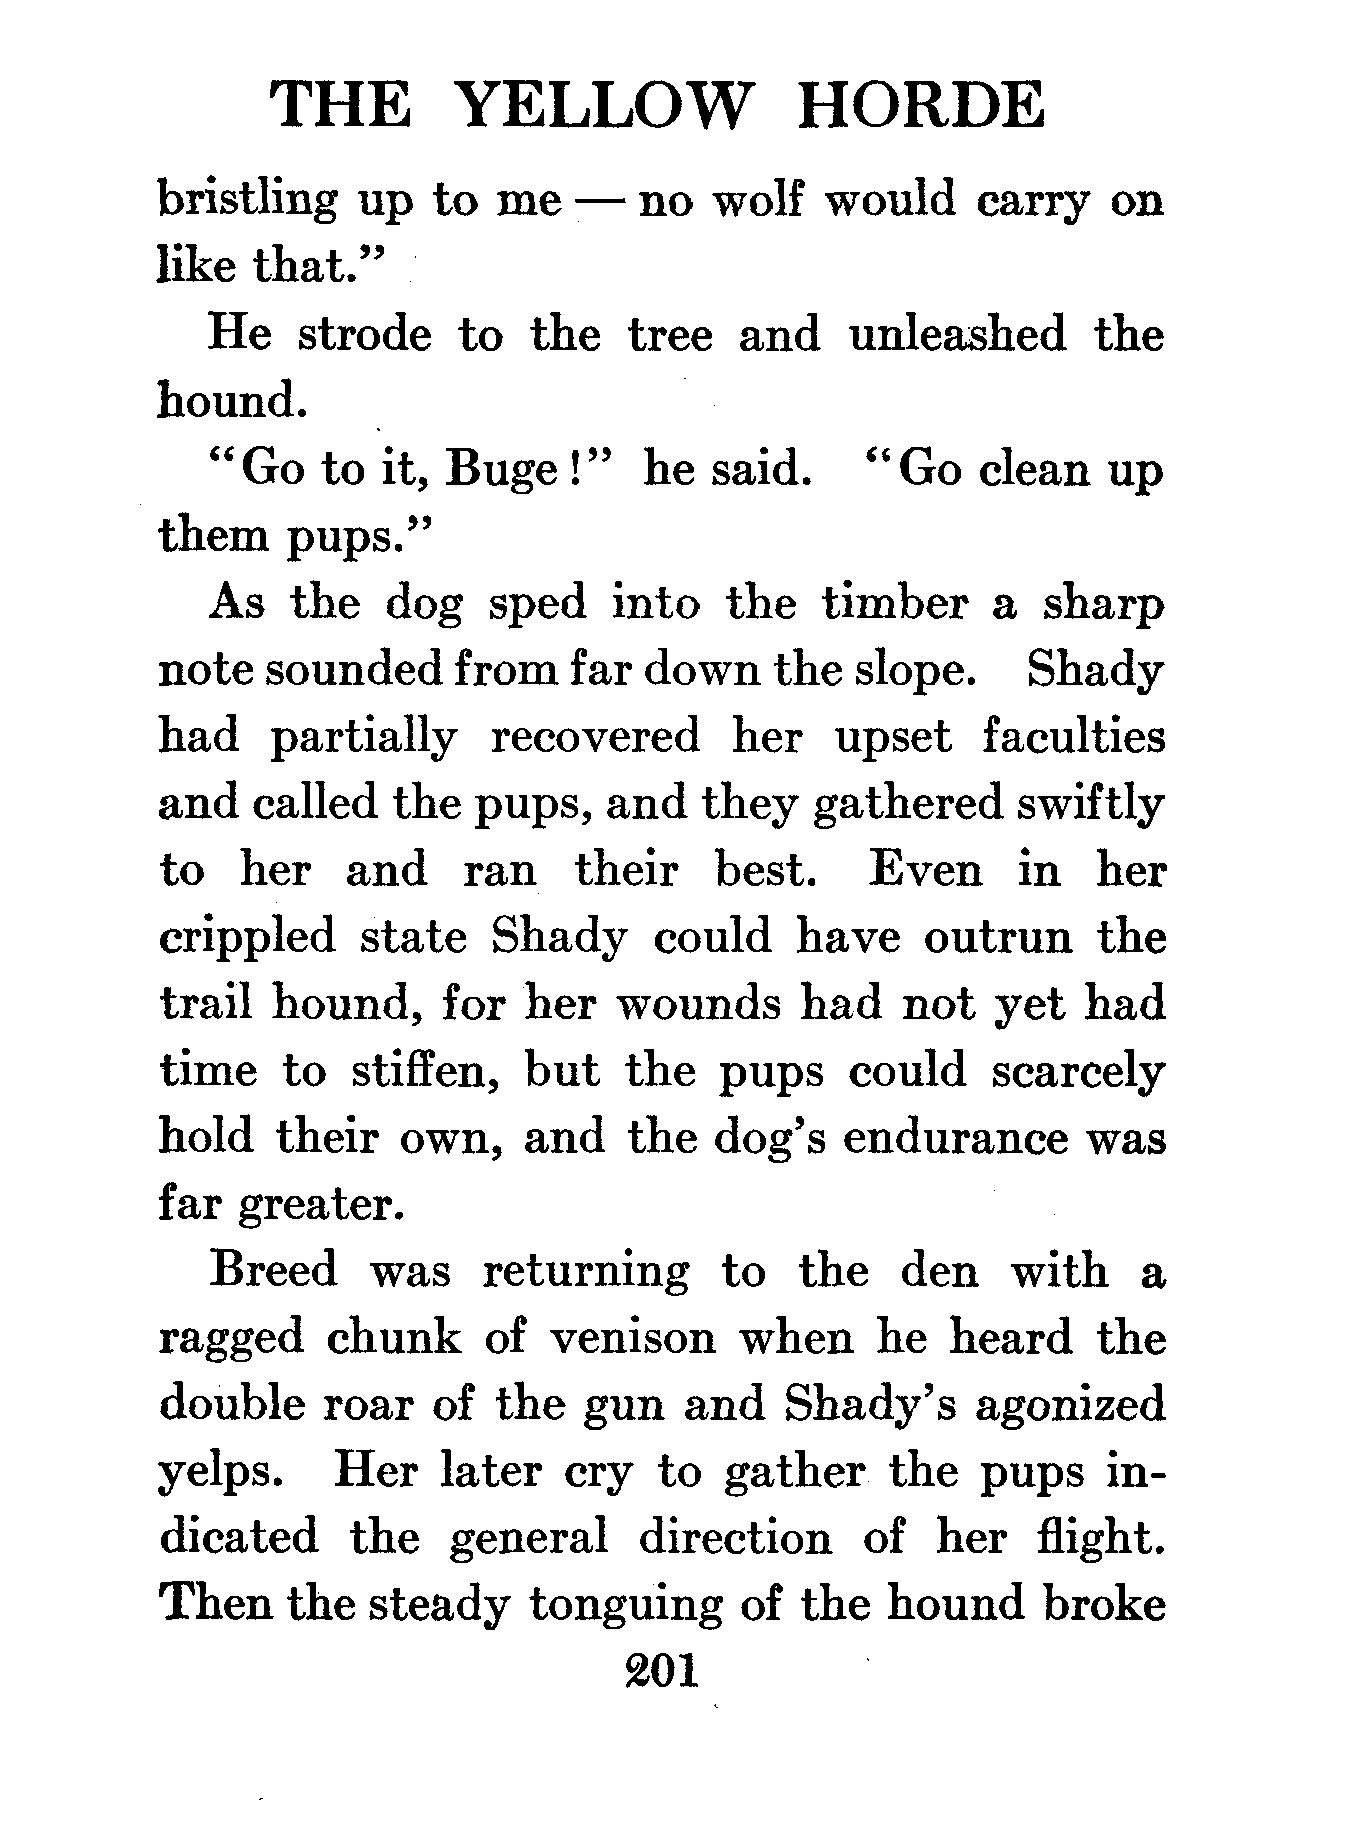 THE YELLOW HORDE
bristling up to me — no wolf would carry on
like that.”
He strode to the tree and unleashed the
hound.
“Go to it, Buge!” he said. “Go clean up
them pups.”
As the dog sped into the timber a sharp
note sounded from far down the slope. Shady
had partially recovered her upset faculties
and called the pups, and they gathered swiftly
to her and ran their best. Even in her
crippled state Shady could have outrun the
trail hound, for her wounds had not yet had
time to stiffen, but the pups could scarcely
hold their own, and the dog’s endurance was
far greater.
Breed was returning to the den with a
ragged chunk of venison when he heard the
double roar of the gun and Shady’s agonized
yelps. Her later cry to gather the pups in-
dicated the general direction of her flight.
Then the steady tonguing of the hound broke
201